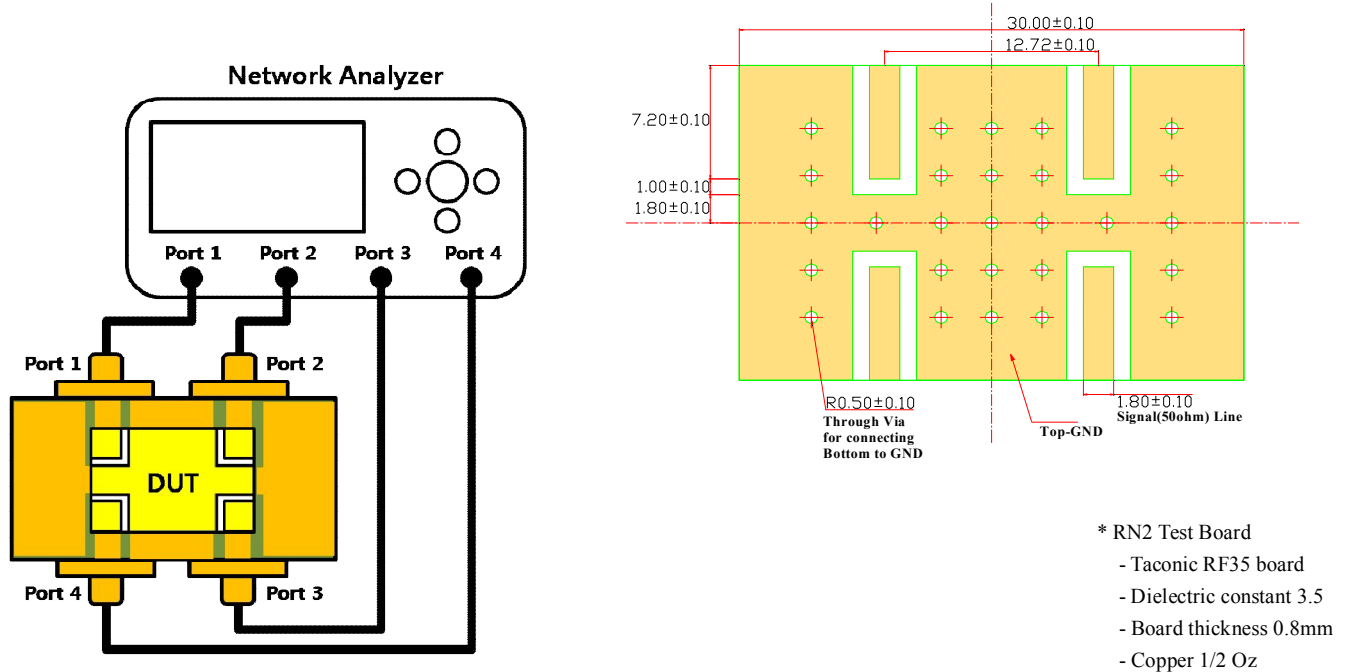 Network Analyzer
Port 1 Port 2 Port 3 Port 4
Port 1 Port 2
DUT
Port 4 Port 3
30.00±0.10
12.72±0.10
7.20±0.10
1.00±0.10
1.80±0.10
R0.50±0.10
Through Via
for connecting
Bottom to GND
Top-GND
1.80±0.10
Signal(50ohm) Line
* RN2 Test Board
- Taconic RF35 board
- Dielectric constant 3.5
- Board thickness 0.8mm
- Copper 1/2 Oz